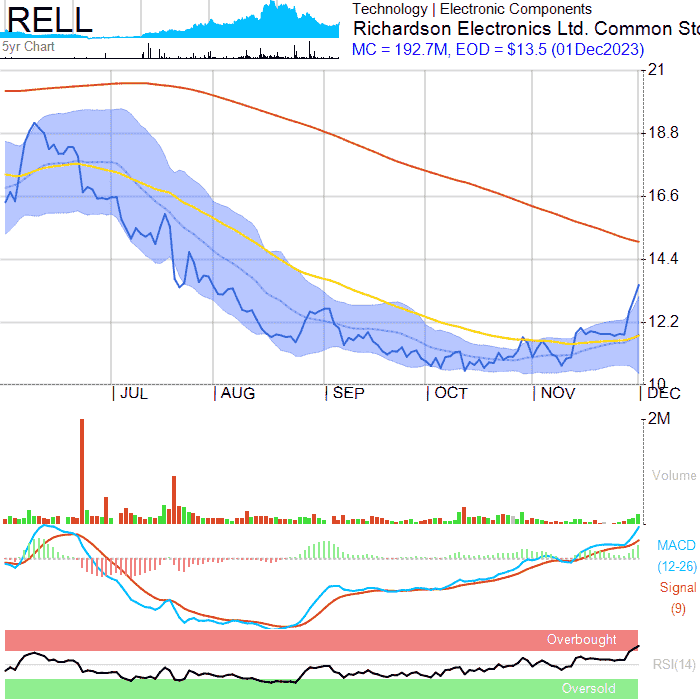 RELL
5yr Chart
Technology | Electronic Components
Richardson Electronics Ltd. Common Sto
MC = 192.7M, EOD = $13.5 (01Dec2023)
21
18.8
16.6
14.4
12.2
10
JUL AUG SEP OCT NOV DEC
2M
Volume
MACD
(12-26)
Signal
(9)
Overbought
RSI(14)
Oversold